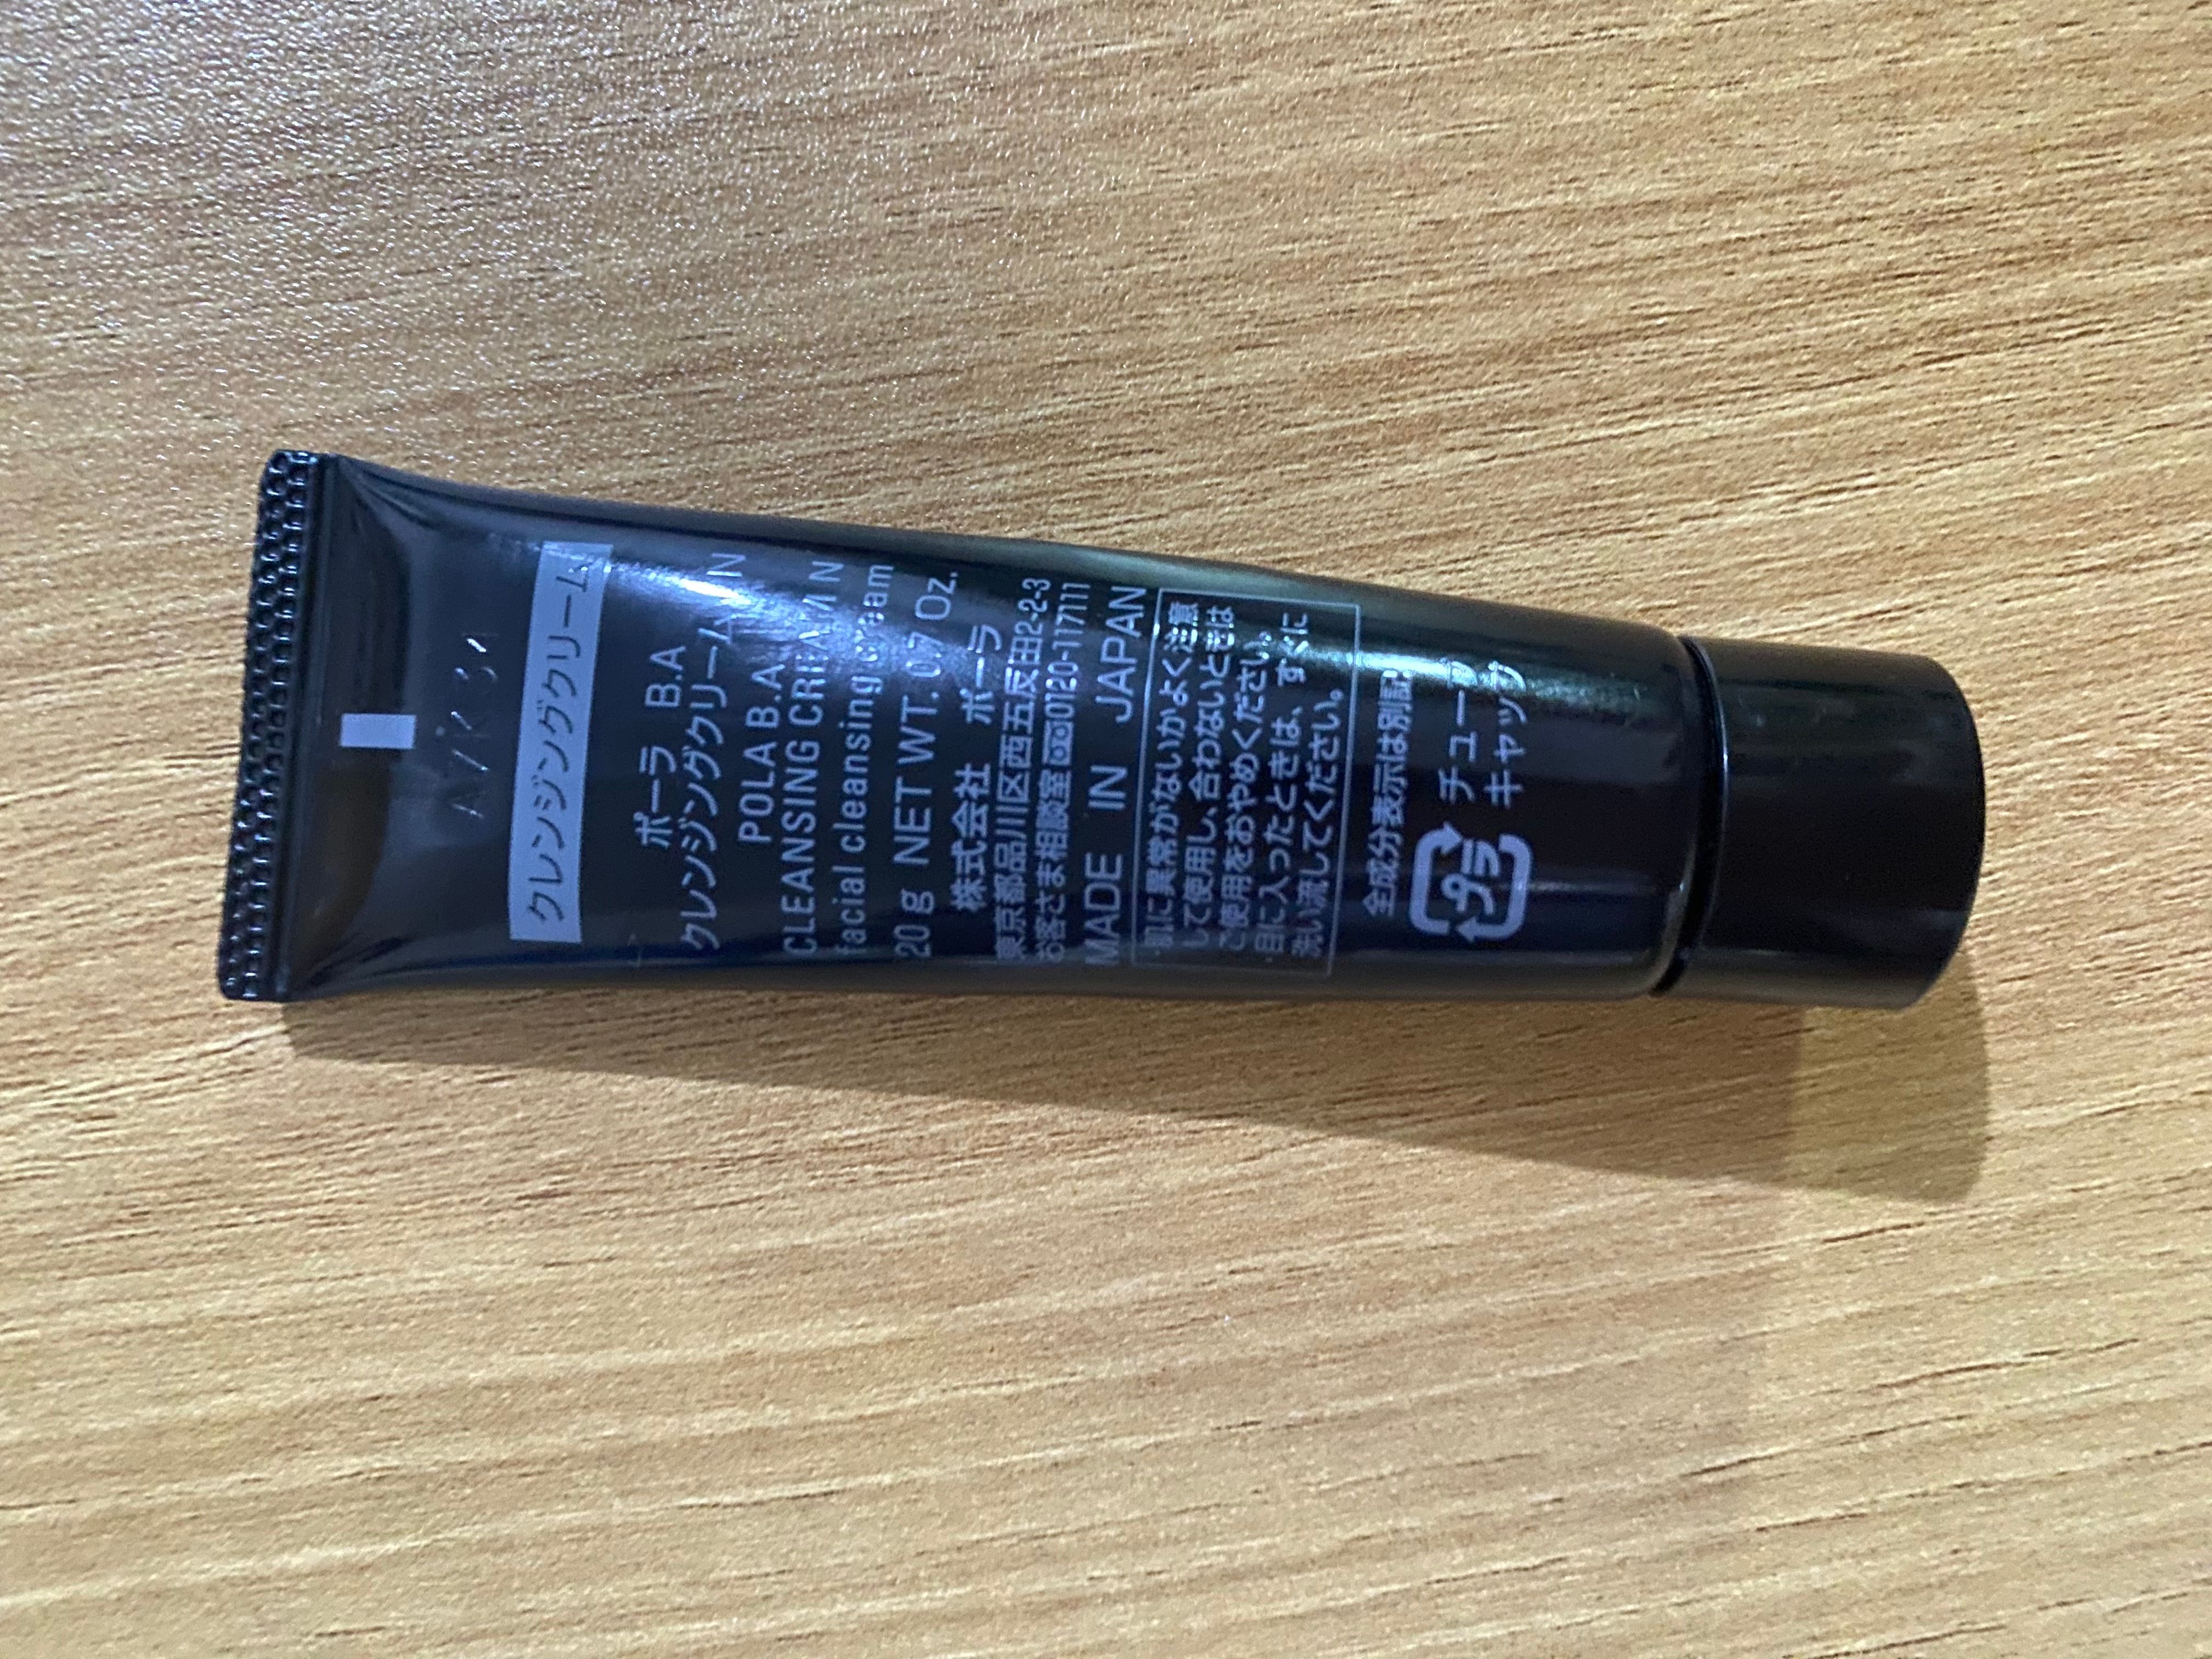 クレンジングクリーム
ポーラ B.A
クレンジングクリーム N
POLA B.A
CLEANSING CREAM N
facial cleansing cream
20 g NET WT. 0.7 Oz.
株式会社 ポーラ
東京都品川区西五反田2-2-3
お客さま相談室 0120-117111
MADE IN JAPAN
・肌に異常がないかよく注意
して使用し、合わないときは
ご使用をおやめください。
・目に入ったときは、すぐに
洗い流してください。
全成分表示は別記
プラ
チューブ
キャップ